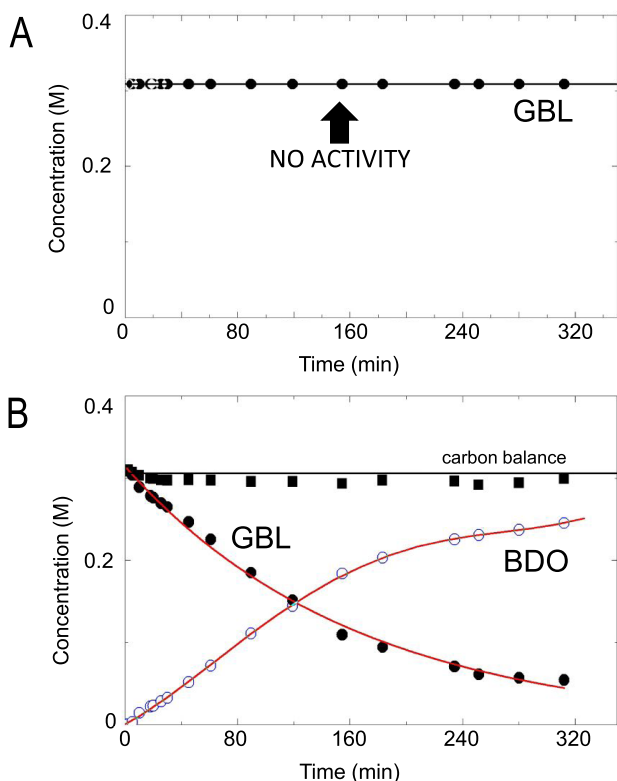 A
0.4
0.2
0
Concentration (M)
GBL
NO ACTIVITY
0
80
160
240
320
Time (min)
B
0.4
0.2
0
Concentration (M)
carbon balance
GBL
BDO
0
80
160
240
320
Time (min)